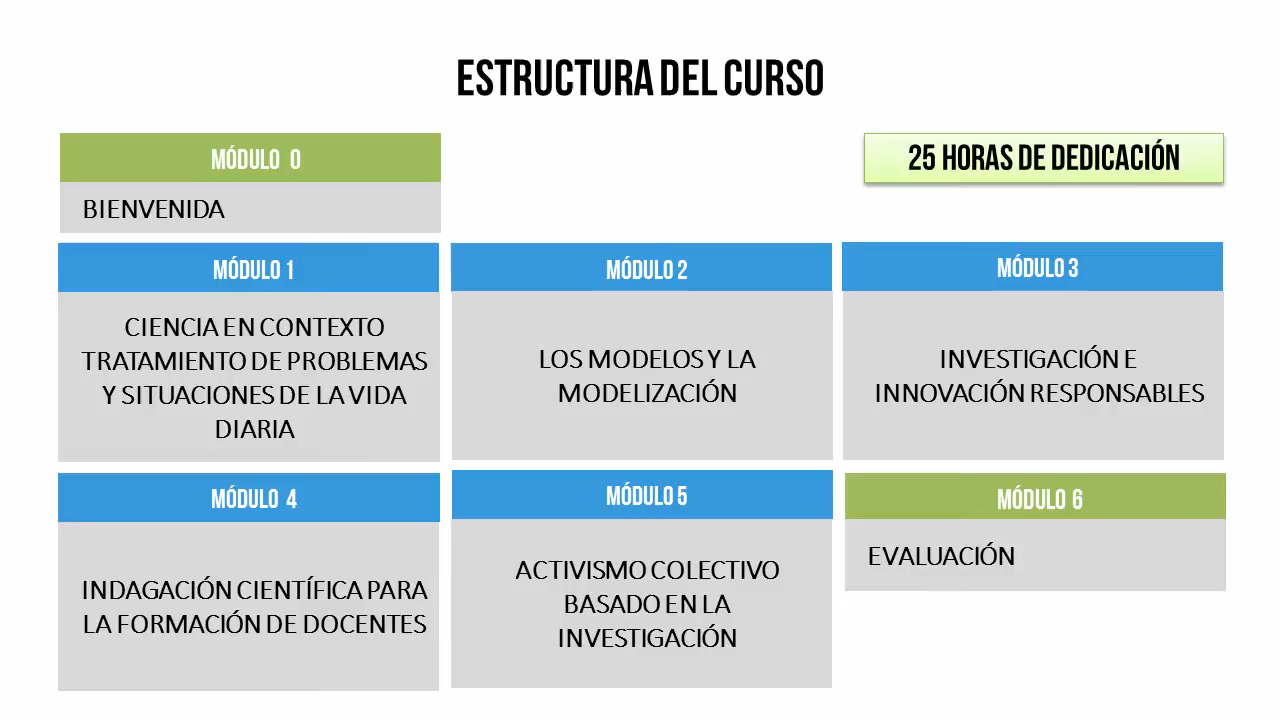 ESTRUCTURA DEL CURSO
MÓDULO 0
BIENVENIDA
25 HORAS DE DEDICACIÓN
MÓDULO 1
CIENCIA EN CONTEXTO
TRATAMIENTO DE PROBLEMAS
Y SITUACIONES DE LA VIDA
DIARIA
MÓDULO 2
LOS MODELOS Y LA
MODELIZACIÓN
MÓDULO 3
INVESTIGACIÓN E
INNOVACIÓN RESPONSABLES
MÓDULO 4
INDAGACIÓN CIENTÍFICA PARA
LA FORMACIÓN DE DOCENTES
MÓDULO 5
ACTIVISMO COLECTIVO
BASADO EN LA
INVESTIGACIÓN
MÓDULO 6
EVALUACIÓN